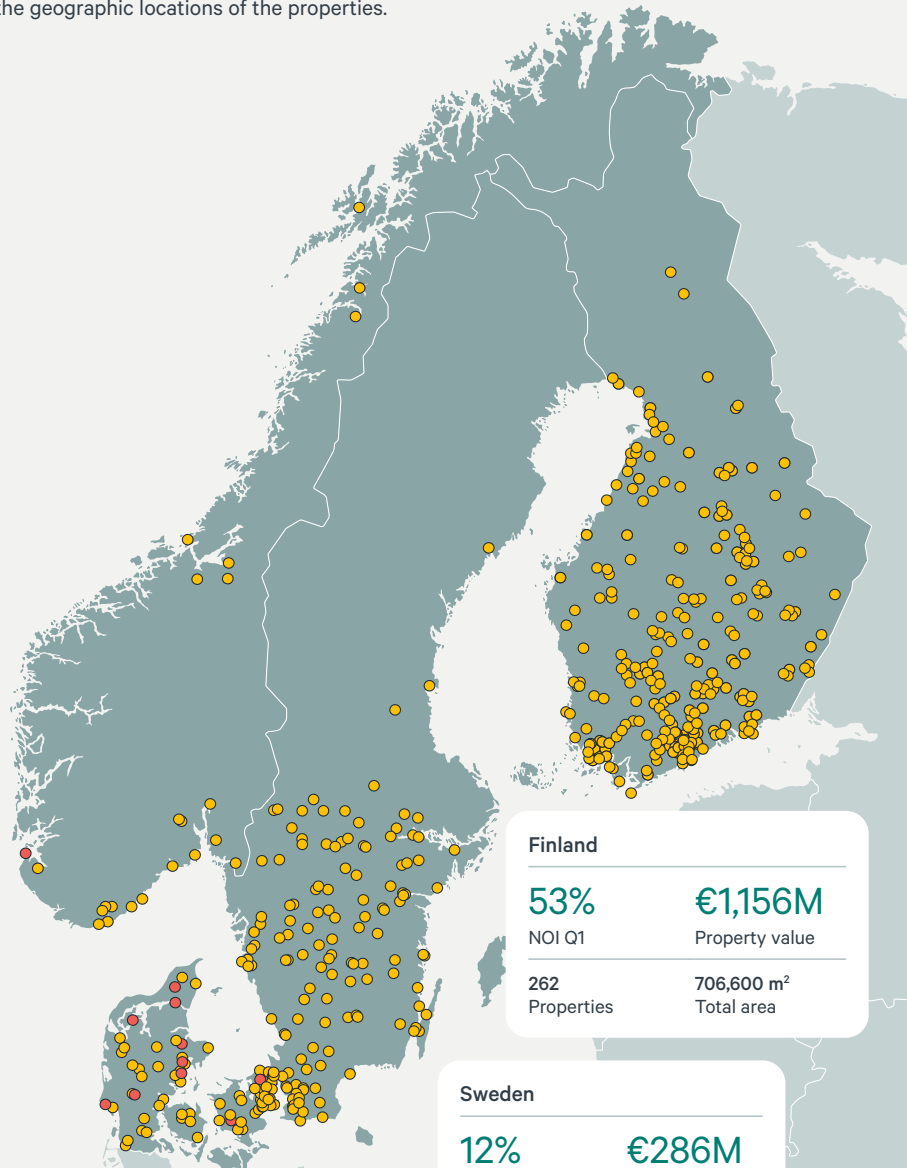 the geographic locations of the properties.
Finland
53%
NOI Q1
€1,156M
Property value
262
Properties
706,600 m²
Total area
Sweden
12%
€286M